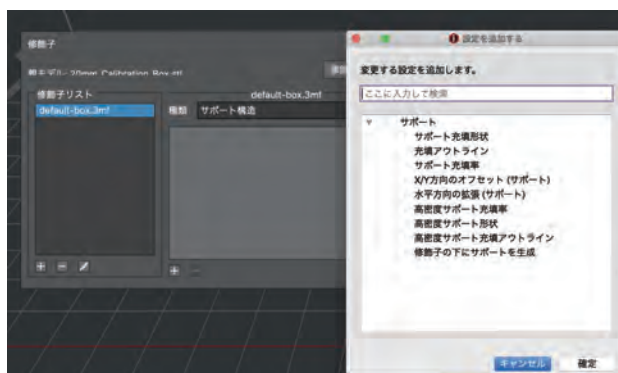 修飾子
親モデル: 20mm_Calibration_Box.stl
修飾子リスト
default-box.3mf
default-box.3mf
種類 サポート構造
設定を追加する
変更する設定を追加します。
ここに入力して検索
サポート
サポート充填形状
充填アウトライン
サポート充填率
X/Y方向のオフセット (サポート)
水平方向の拡張 (サポート)
高密度サポート充填率
高密度サポート形状
高密度サポート充填アウトライン
修飾子の下にサポートを生成
キャンセル 確定